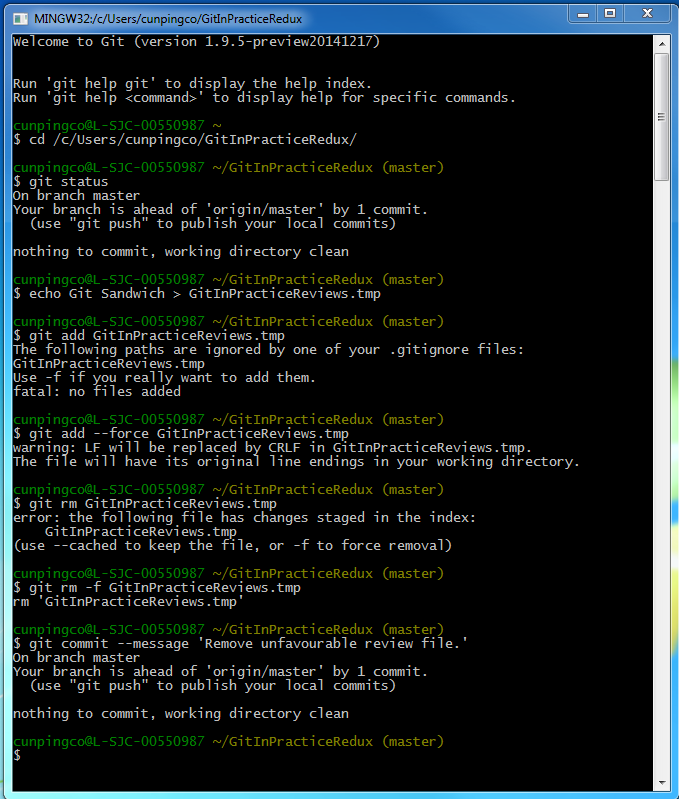 MINGW32:/c/Users/cunpingco/GitInPracticeRedux
Welcome to Git (version 1.9.5-preview20141217)
Run 'git help git' to display the help index.
Run 'git help <command>' to display help for specific commands.
cunpingco@L-SJC-00550987 ~
$ cd /c/Users/cunpingco/GitInPracticeRedux/
cunpingco@L-SJC-00550987 ~/GitInPracticeRedux (master)
$ git status
On branch master
Your branch is ahead of 'origin/master' by 1 commit.
  (use "git push" to publish your local commits)
nothing to commit, working directory clean
cunpingco@L-SJC-00550987 ~/GitInPracticeRedux (master)
$ echo Git Sandwich > GitInPracticeReviews.tmp
cunpingco@L-SJC-00550987 ~/GitInPracticeRedux (master)
$ git add GitInPracticeReviews.tmp
The following paths are ignored by one of your .gitignore files:
GitInPracticeReviews.tmp
Use -f if you really want to add them.
fatal: no files added
cunpingco@L-SJC-00550987 ~/GitInPracticeRedux (master)
$ git add --force GitInPracticeReviews.tmp
warning: LF will be replaced by CRLF in GitInPracticeReviews.tmp.
The file will have its original line endings in your working directory.
cunpingco@L-SJC-00550987 ~/GitInPracticeRedux (master)
$ git rm GitInPracticeReviews.tmp
error: the following file has changes staged in the index:
    GitInPracticeReviews.tmp
(use --cached to keep the file, or -f to force removal)
cunpingco@L-SJC-00550987 ~/GitInPracticeRedux (master)
$ git rm -f GitInPracticeReviews.tmp
rm 'GitInPracticeReviews.tmp'
cunpingco@L-SJC-00550987 ~/GitInPracticeRedux (master)
$ git commit --message 'Remove unfavourable review file.'
On branch master
Your branch is ahead of 'origin/master' by 1 commit.
  (use "git push" to publish your local commits)
nothing to commit, working directory clean
cunpingco@L-SJC-00550987 ~/GitInPracticeRedux (master)
$